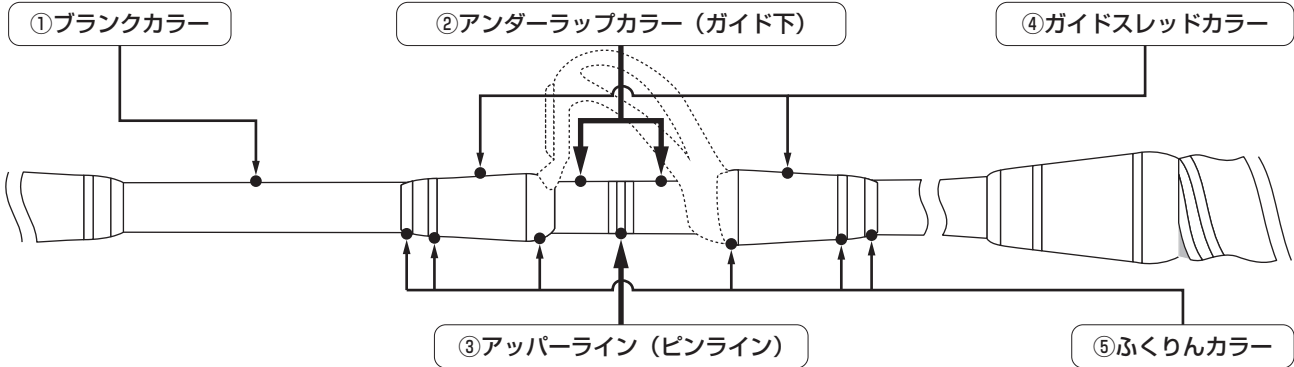 ①ブランクカラー
②アンダーラップカラー（ガイド下）
④ガイドスレッドカラー
③アッパーライン（ピンライン）
⑤ふくりんカラー